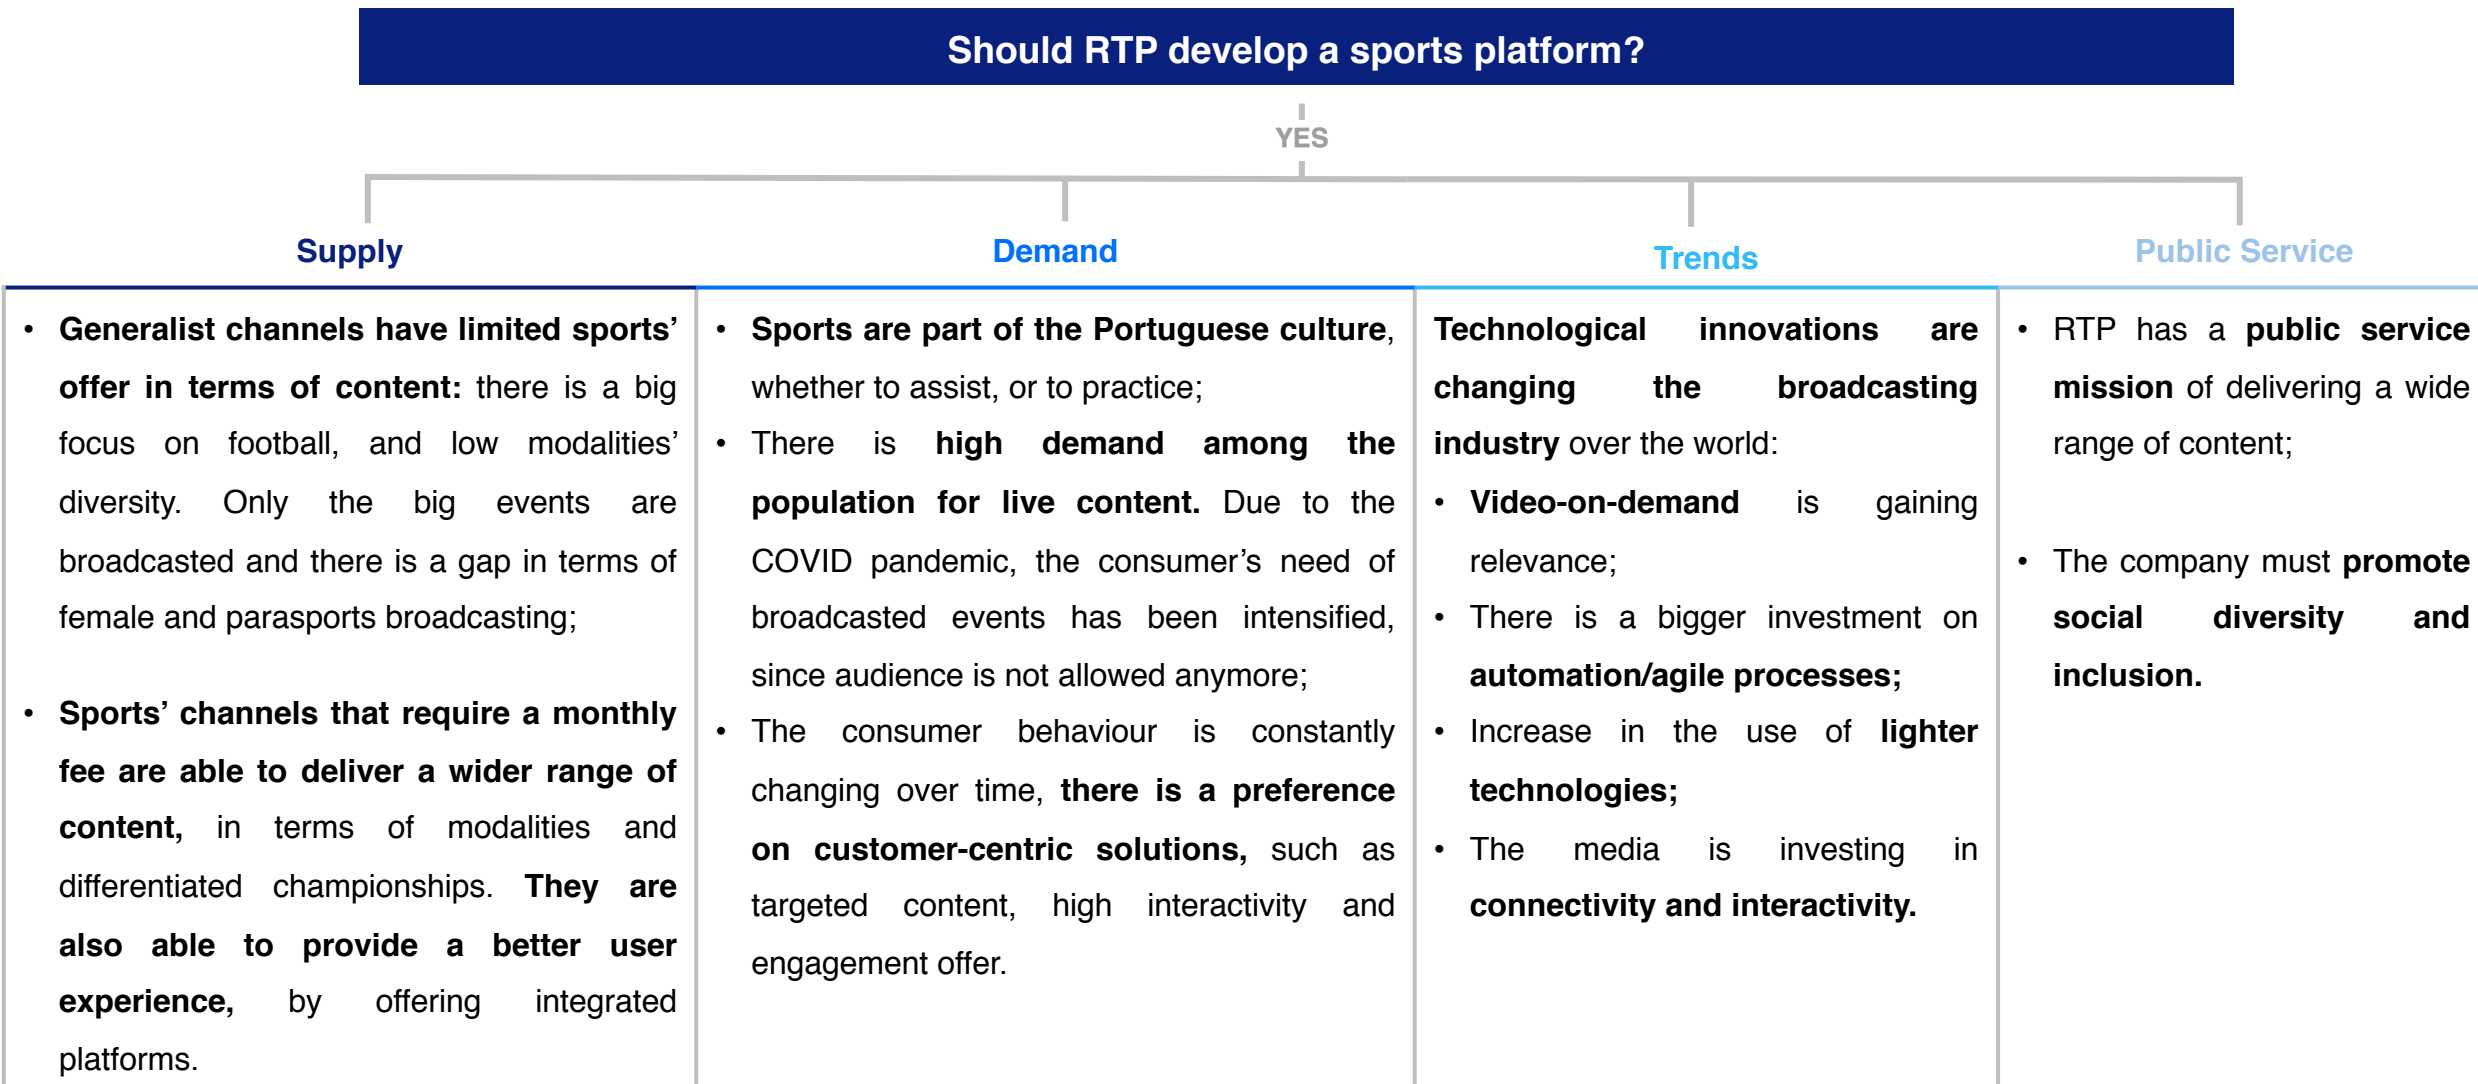 Should RTP develop a sports platform?
YES
Supply
• Generalist channels have limited sports’
offer in terms of content: there is a big
focus on football, and low modalities’
diversity. Only the big events are
broadcasted and there is a gap in terms of
female and parasports broadcasting;
• Sports’ channels that require a monthly
fee are able to deliver a wider range of
content, in terms of modalities and
differentiated championships. They are
also able to provide a better user
experience, by offering integrated
platforms.
Demand
• Sports are part of the Portuguese culture,
whether to assist, or to practice;
• There is high demand among the
population for live content. Due to the
COVID pandemic, the consumer’s need of
broadcasted events has been intensified,
since audience is not allowed anymore;
• The consumer behaviour is constantly
changing over time, there is a preference
on customer-centric solutions, such as
targeted content, high interactivity and
engagement offer.
Trends
Technological innovations are
changing the broadcasting
industry over the world:
• Video-on-demand is gaining
relevance;
• There is a bigger investment on
automation/agile processes;
• Increase in the use of lighter
technologies;
• The media is investing in
connectivity and interactivity.
Public Service
• RTP has a public service
mission of delivering a wide
range of content;
• The company must promote
social diversity and
inclusion.